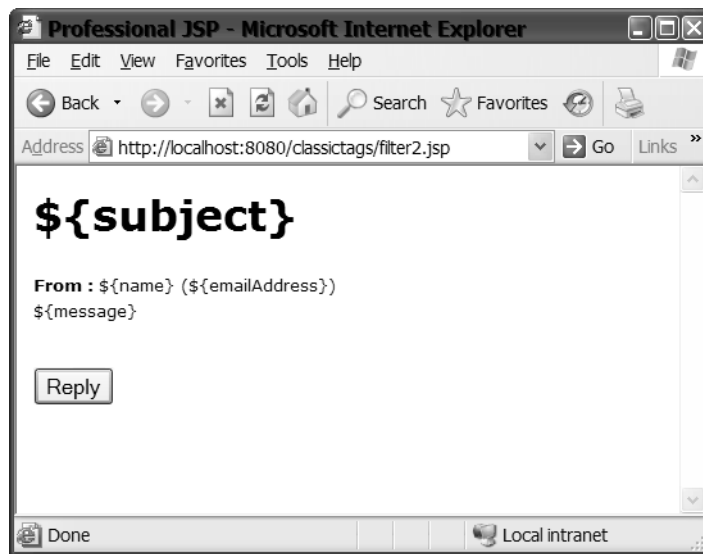 Professional JSP - Microsoft Internet Explorer
File Edit View Favorites Tools Help
Back Search Favorites
Address http://localhost:8080/classictags/filter2.jsp Go Links »
${subject}
From : ${name} (${emailAddress})
${message}
Reply
Done Local intranet